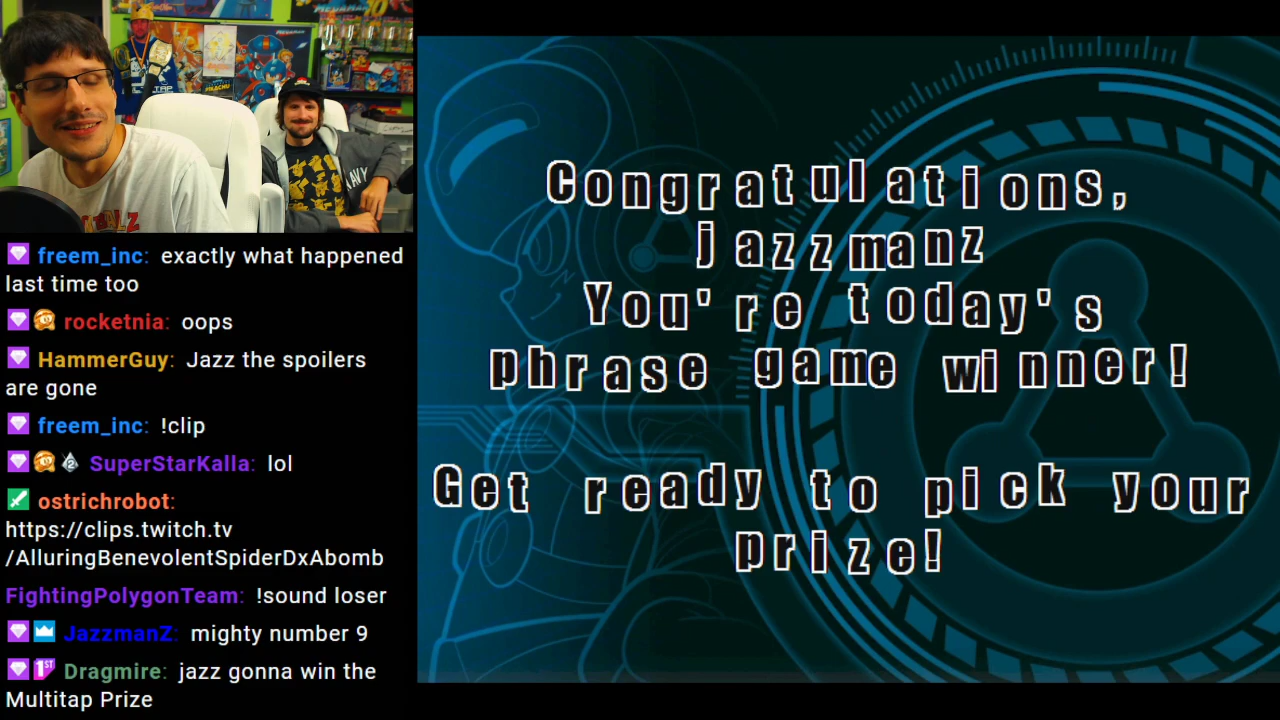 Congratulations,
jazzmanz
You're today's
phrase game winner!
Get ready to pick your
prize!
freem_inc: exactly what happened
last time too
rocketnia: oops
HammerGuy: Jazz the spoilers
are gone
freem_inc: !clip
SuperStarKalla: lol
ostrichrobot:
https://clips.twitch.tv
/AlluringBenevolentSpiderDxAbomb
FightingPolygonTeam: !sound loser
JazzmanZ: mighty number 9
Dragmire: jazz gonna win the
Multitap Prize